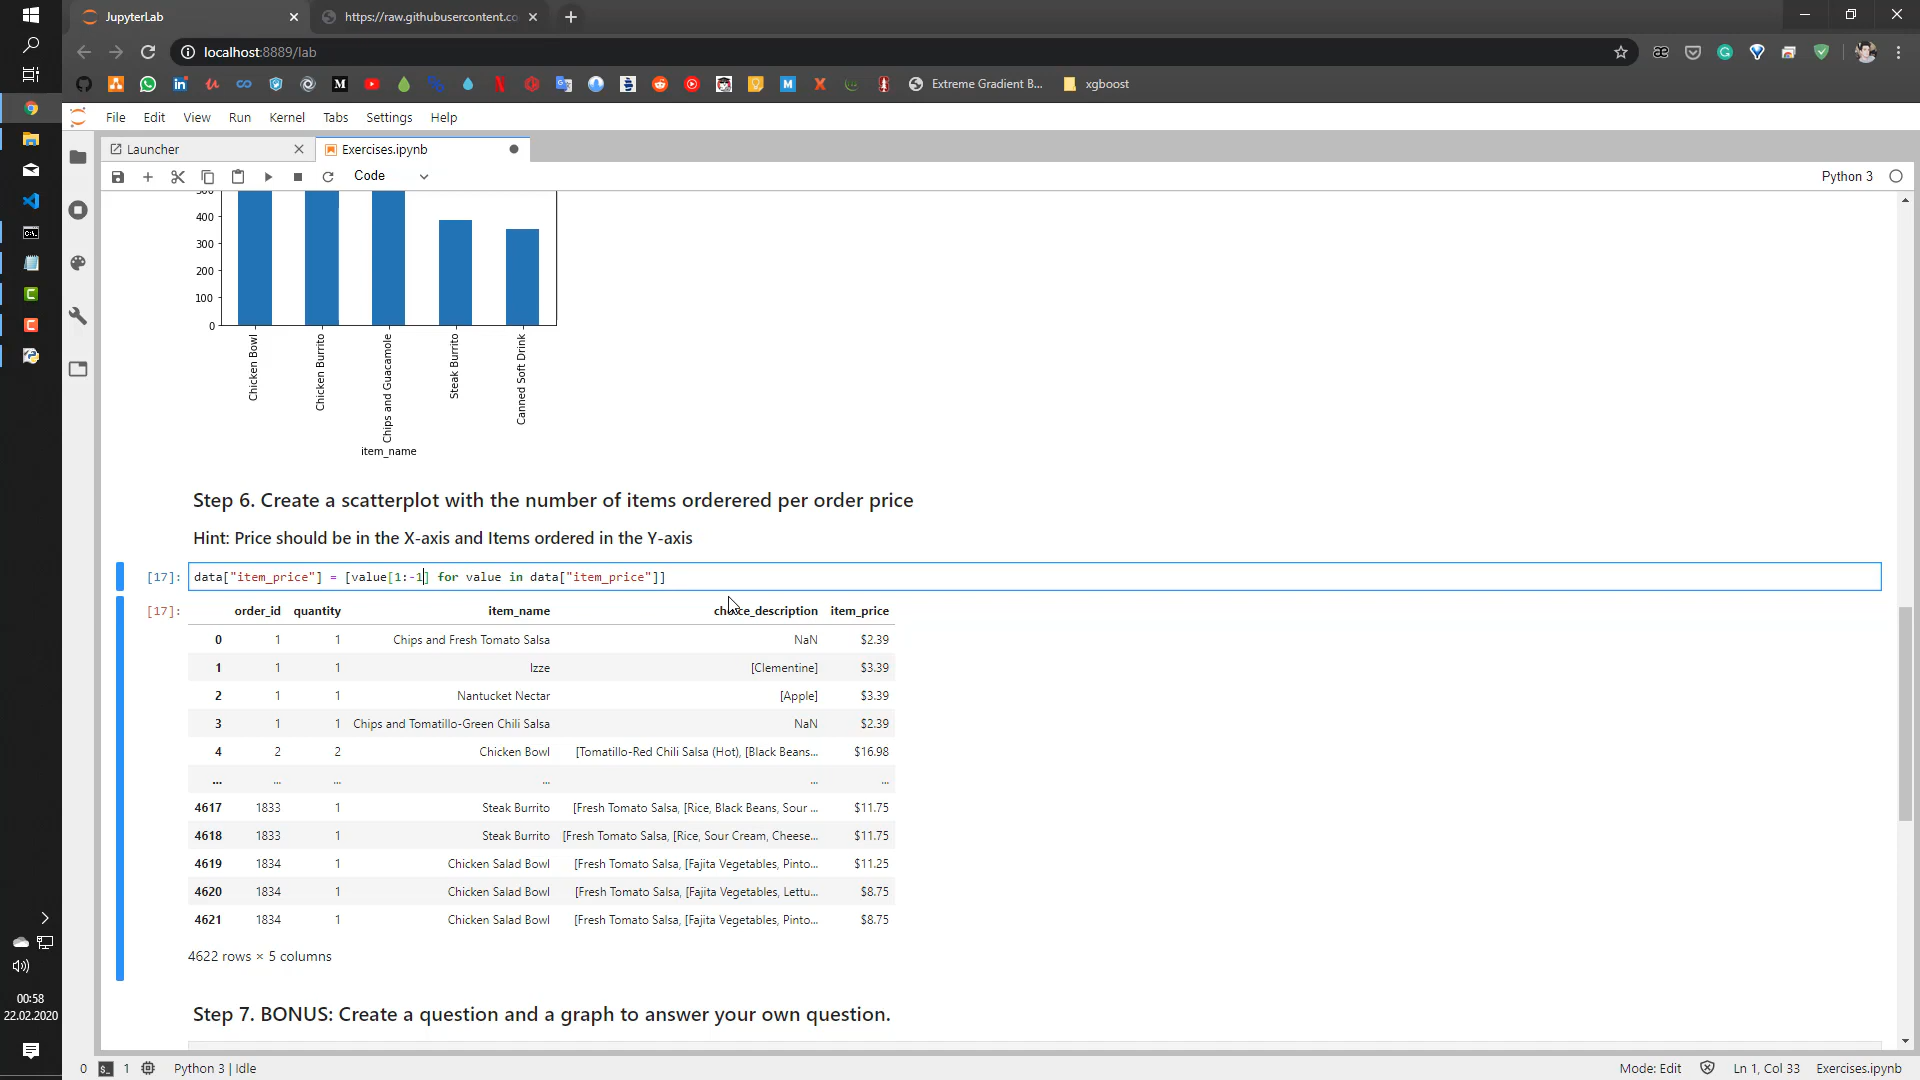 JupyterLab
https://raw.githubusercontent.co
localhost:8889/lab
Extreme Gradient B...
xgboost
File Edit View Run Kernel Tabs Settings Help
Launcher
Exercises.ipynb
Code
Python 3
400
300
200
100
0
Chicken Bowl
Chicken Burrito
Chips and Guacamole
Steak Burrito
Canned Soft Drink
item_name
Step 6. Create a scatterplot with the number of items orderered per order price
Hint: Price should be in the X-axis and Items ordered in the Y-axis
[17]: data["item_price"] = [value[1:-1] for value in data["item_price"]]
[17]: order_id quantity item_name choice_description item_price
0 1 1 Chips and Fresh Tomato Salsa NaN $2.39
1 1 1 Izze [Clementine] $3.39
2 1 1 Nantucket Nectar [Apple] $3.39
3 1 1 Chips and Tomatillo-Green Chili Salsa NaN $2.39
4 2 2 Chicken Bowl [Tomatillo-Red Chili Salsa (Hot), [Black Beans... $16.98
... ... ... ... ... ...
4617 1833 1 Steak Burrito [Fresh Tomato Salsa, [Rice, Black Beans, Sour ... $11.75
4618 1833 1 Steak Burrito [Fresh Tomato Salsa, [Rice, Sour Cream, Cheese... $11.75
4619 1834 1 Chicken Salad Bowl [Fresh Tomato Salsa, [Fajita Vegetables, Pinto... $11.25
4620 1834 1 Chicken Salad Bowl [Fresh Tomato Salsa, [Fajita Vegetables, Lettu... $8.75
4621 1834 1 Chicken Salad Bowl [Fresh Tomato Salsa, [Fajita Vegetables, Pinto... $8.75
4622 rows × 5 columns
Step 7. BONUS: Create a question and a graph to answer your own question.
00:58
22.02.2020
0 1 Python 3 | Idle
Mode: Edit Ln 1, Col 33 Exercises.ipynb